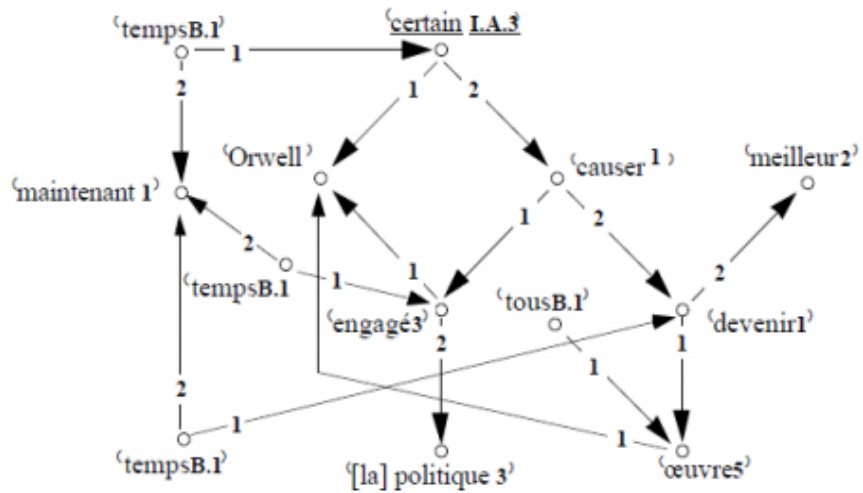 ‘tempsB.1’
‘certain I.A.3’
1
2
1
2
‘Orwell’
‘causer 1’
‘meilleur2’
‘maintenant 1’
2
1
1
1
2
2
‘tempsB.1
‘engagé3’
‘tousB.1’
‘devenir1’
2
2
1
1
1
1
‘tempsB.1’
‘[la] politique 3’
‘œuvre5’